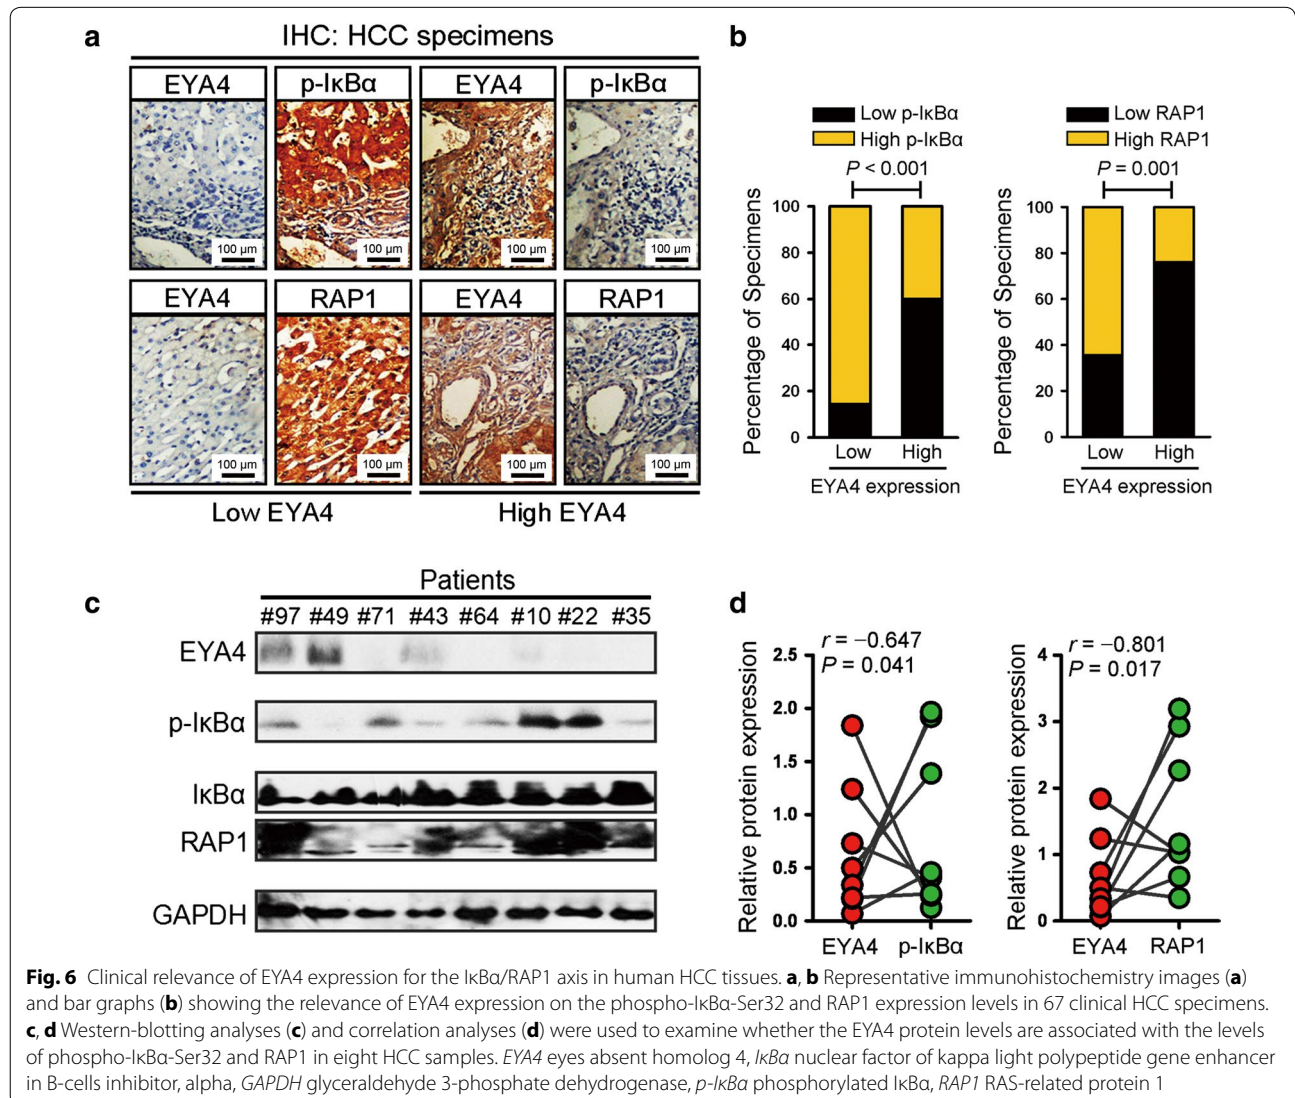 a
IHC: HCC specimens
EYA4 p-IκBα EYA4 p-IκBα
100 μm 100 μm 100 μm 100 μm
EYA4 RAP1 EYA4 RAP1
100 μm 100 μm 100 μm 100 μm
Low EYA4 High EYA4
b
Low p-IκBα
High p-IκBα
P < 0.001
Percentage of Specimens
100
80
60
40
20
0
Low High
EYA4 expression
Low RAP1
High RAP1
P = 0.001
Percentage of Specimens
100
80
60
40
20
0
Low High
EYA4 expression
c
Patients
#97 #49 #71 #43 #64 #10 #22 #35
EYA4
p-IκBα
IκBα
RAP1
GAPDH
d
r = −0.647
P = 0.041
Relative protein expression
2.5
2.0
1.5
1.0
0.5
0.0
EYA4 p-IκBα
r = −0.801
P = 0.017
Relative protein expression
4
3
2
1
0
EYA4 RAP1
Fig. 6 Clinical relevance of EYA4 expression for the IκBα/RAP1 axis in human HCC tissues. a, b Representative immunohistochemistry images (a)
and bar graphs (b) showing the relevance of EYA4 expression on the phospho-IκBα-Ser32 and RAP1 expression levels in 67 clinical HCC specimens.
c, d Western-blotting analyses (c) and correlation analyses (d) were used to examine whether the EYA4 protein levels are associated with the levels
of phospho-IκBα-Ser32 and RAP1 in eight HCC samples. EYA4 eyes absent homolog 4, IκBα nuclear factor of kappa light polypeptide gene enhancer
in B-cells inhibitor, alpha, GAPDH glyceraldehyde 3-phosphate dehydrogenase, p-IκBα phosphorylated IκBα, RAP1 RAS-related protein 1